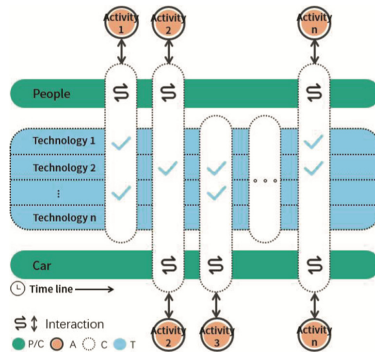 Activity
1
Activity
2
Activity
n
People
Technology 1
Technology 2
⋮
Technology n
...
Car
Time line
Activity
2
Activity
3
Activity
n
Interaction
P/C
A
C
T